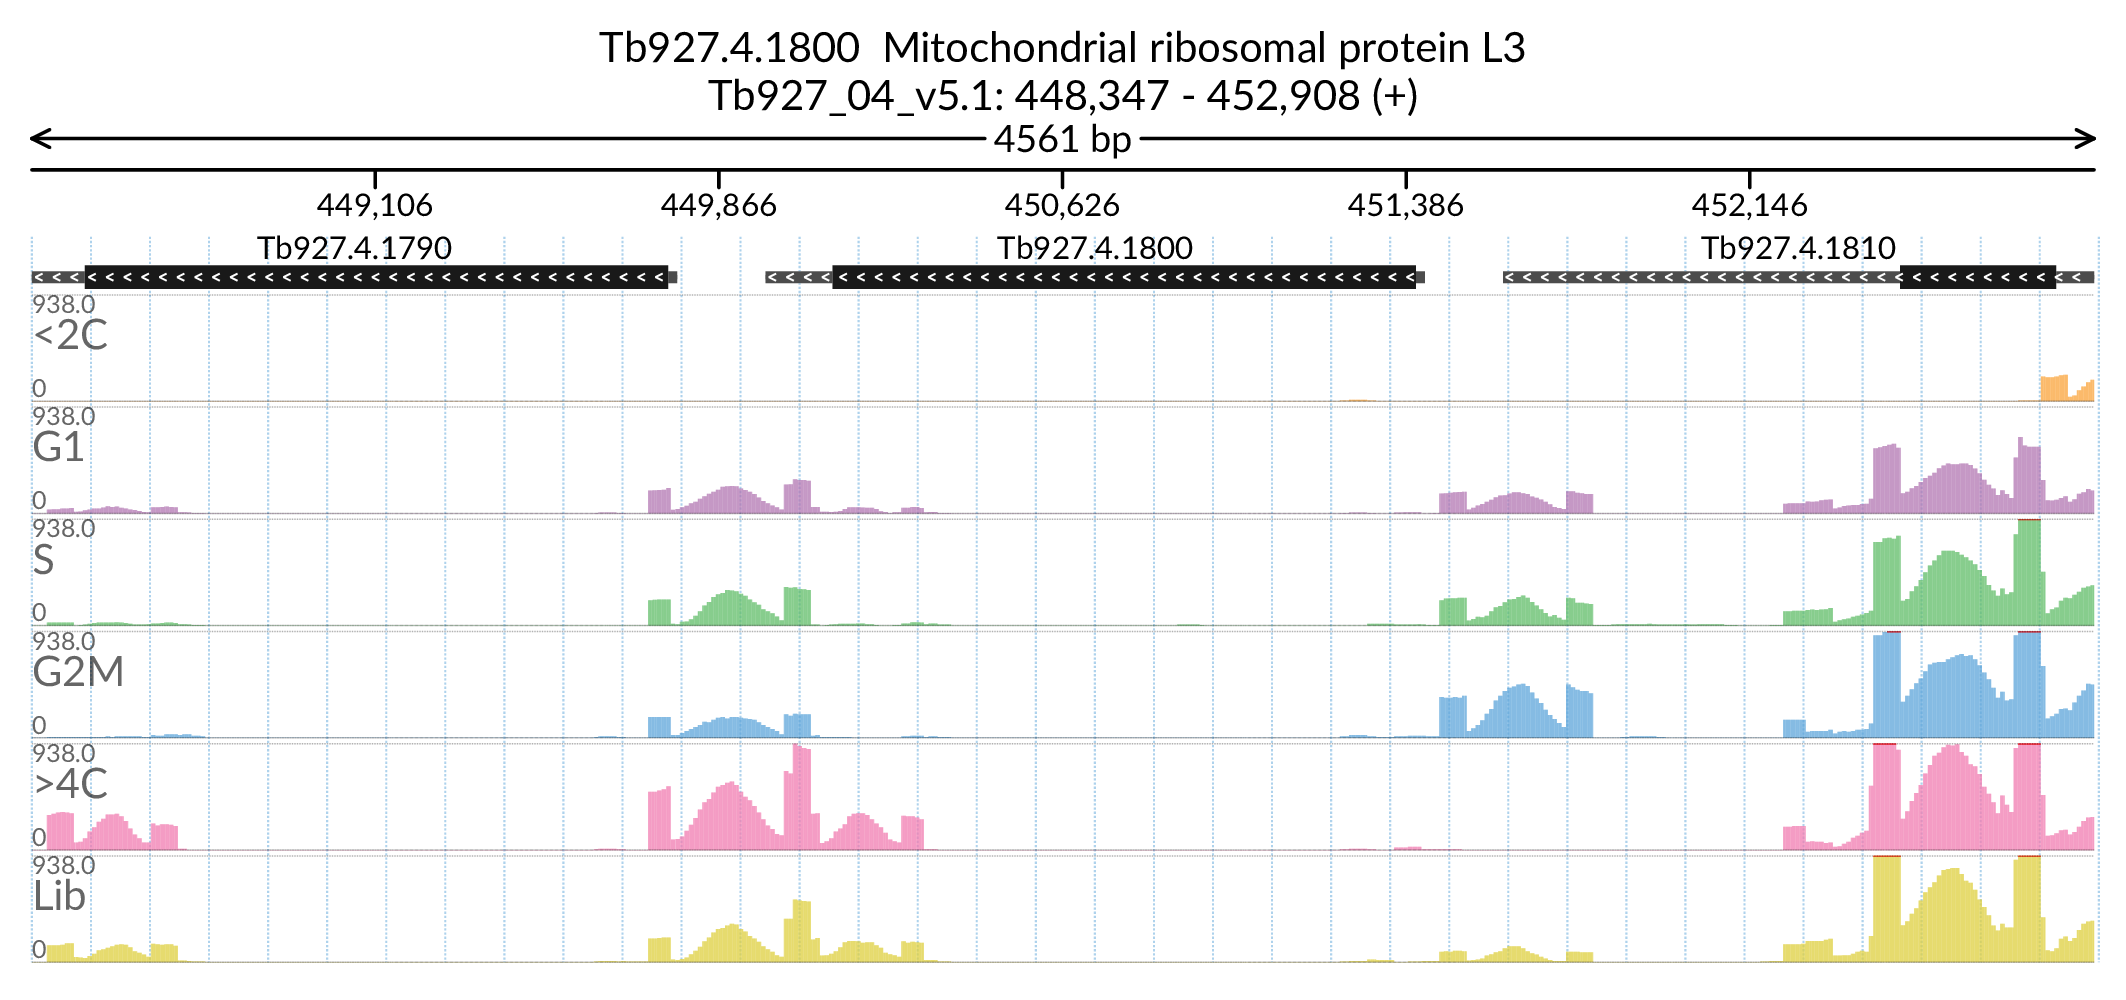 Tb927.4.1800  Mitochondrial ribosomal protein L3
Tb927_04_v5.1: 448,347 - 452,908 (+)
4561 bp
449,106 449,866 450,626 451,386 452,146
Tb927.4.1790 Tb927.4.1800 Tb927.4.1810
938.0
<2C
0
938.0
G1
0
938.0
S
0
938.0
G2M
0
938.0
>4C
0
938.0
Lib
0